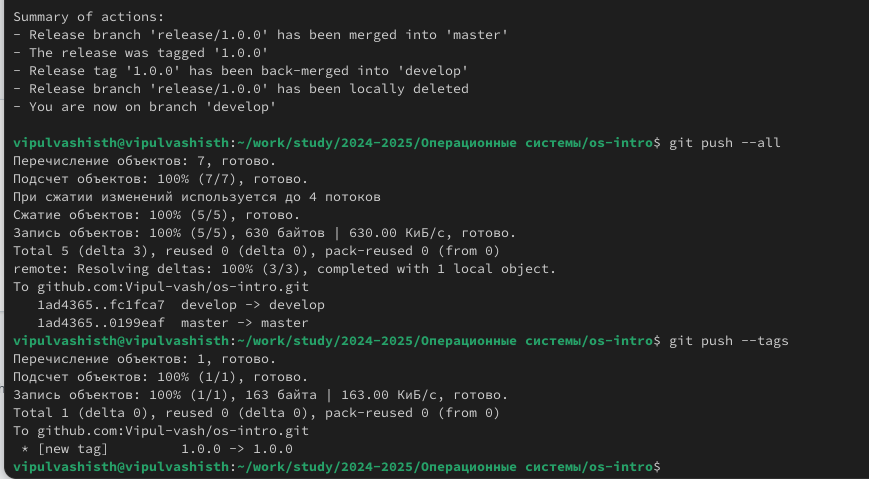 Summary of actions:
- Release branch 'release/1.0.0' has been merged into 'master'
- The release was tagged '1.0.0'
- Release tag '1.0.0' has been back-merged into 'develop'
- Release branch 'release/1.0.0' has been locally deleted
- You are now on branch 'develop'
vipulvashisth@vipulvashisth:~/work/study/2024-2025/Операционные системы/os-intro$ git push --all
Перечисление объектов: 7, готово.
Подсчет объектов: 100% (7/7), готово.
При сжатии изменений используется до 4 потоков
Сжатие объектов: 100% (5/5), готово.
Запись объектов: 100% (5/5), 630 байтов | 630.00 КиБ/с, готово.
Total 5 (delta 3), reused 0 (delta 0), pack-reused 0 (from 0)
remote: Resolving deltas: 100% (3/3), completed with 1 local object.
To github.com:Vipul-vash/os-intro.git
   1ad4365..fc1fca7  develop -> develop
   1ad4365..0199eaf  master -> master
vipulvashisth@vipulvashisth:~/work/study/2024-2025/Операционные системы/os-intro$ git push --tags
Перечисление объектов: 1, готово.
Подсчет объектов: 100% (1/1), готово.
Запись объектов: 100% (1/1), 163 байта | 163.00 КиБ/с, готово.
Total 1 (delta 0), reused 0 (delta 0), pack-reused 0 (from 0)
To github.com:Vipul-vash/os-intro.git
 * [new tag]         1.0.0 -> 1.0.0
vipulvashisth@vipulvashisth:~/work/study/2024-2025/Операционные системы/os-intro$